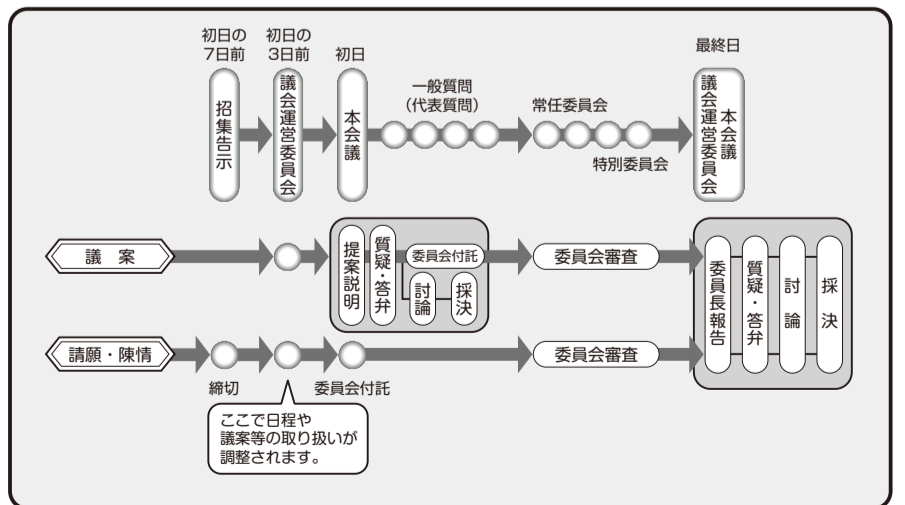 初日の
7日前
初日の
3日前
初日
最終日
招集告示
議会運営委員会
本会議
一般質問
（代表質問）
常任委員会
特別委員会
本会議
議会運営委員会
議　案
提案説明
質疑・答弁
委員会付託
討論
採決
委員会審査
委員長報告
質疑・答弁
討論
採決
請願・陳情
締切
委員会付託
委員会審査
ここで日程や
議案等の取り扱いが
調整されます。